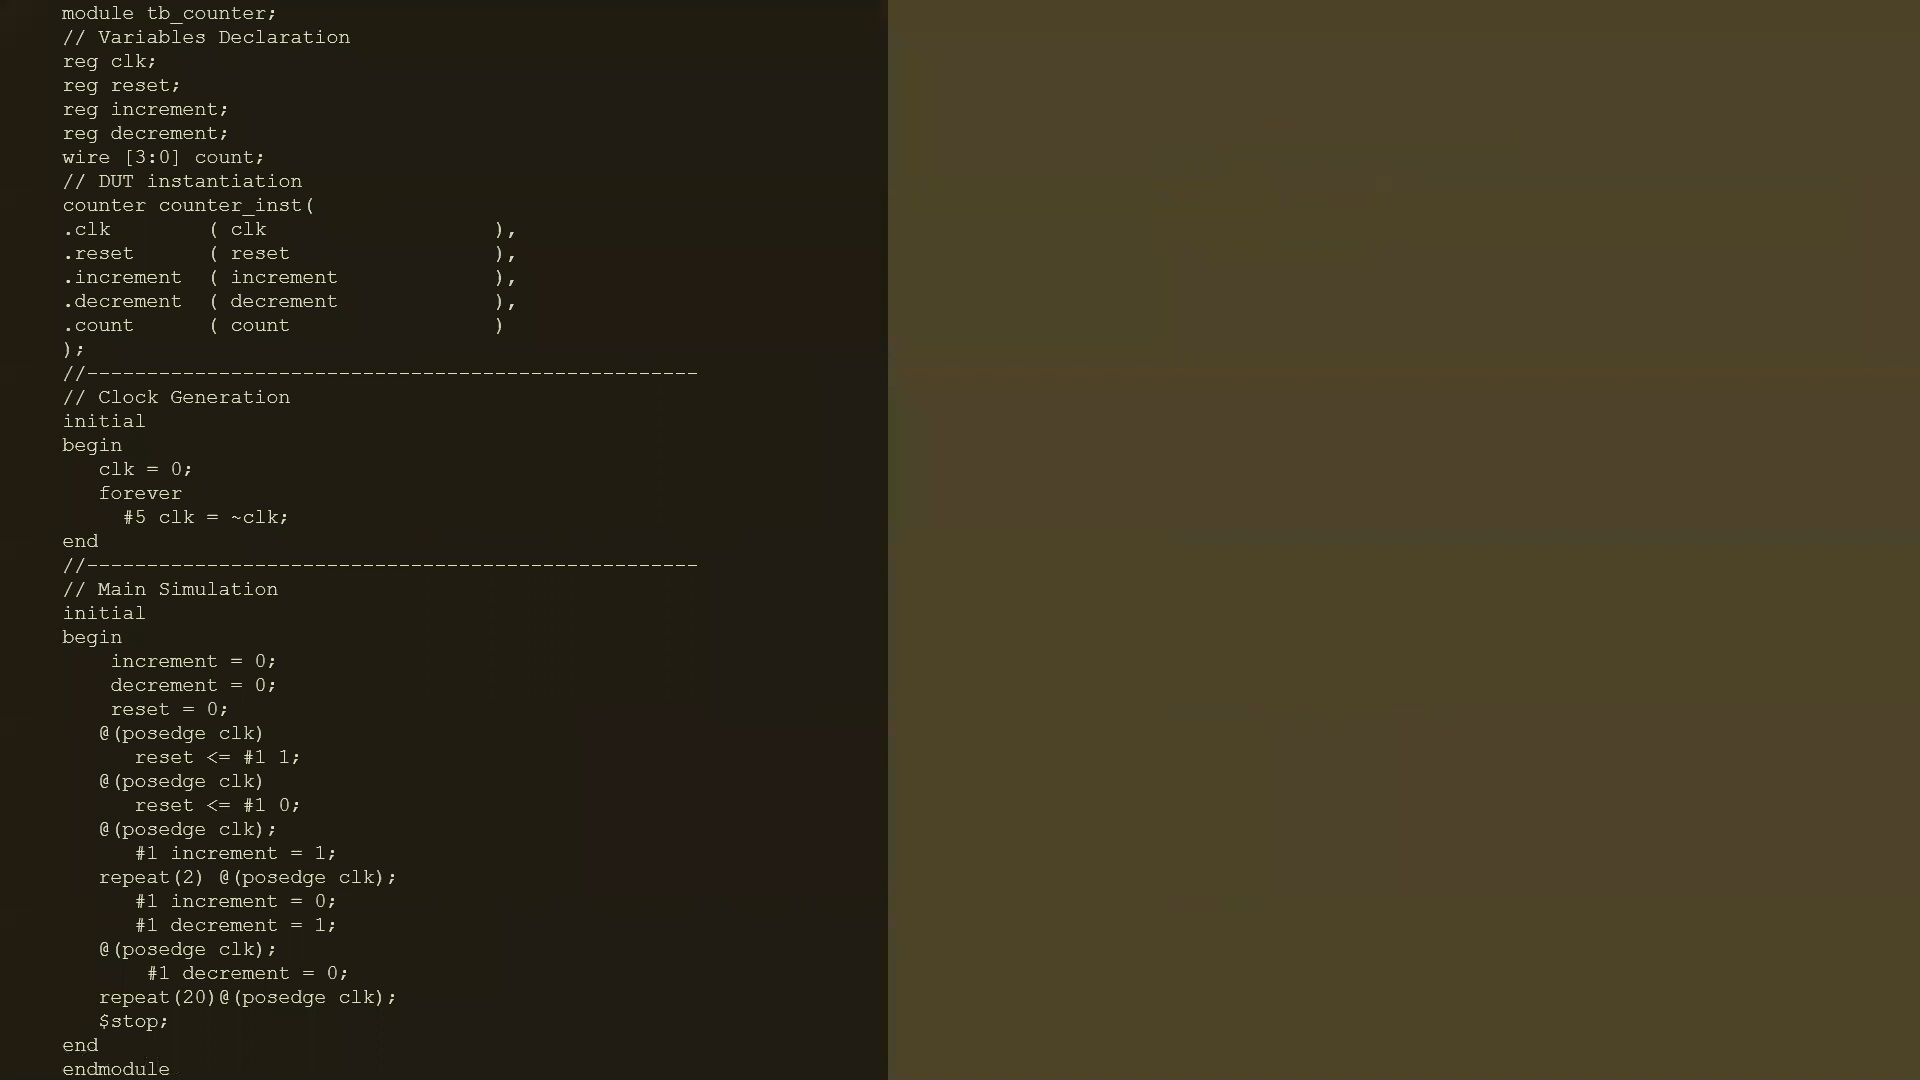 module tb_counter;
// Variables Declaration
reg clk;
reg reset;
reg increment;
reg decrement;
wire [3:0] count;
// DUT instantiation
counter counter_inst(
.clk        ( clk                   ),
.reset      ( reset                 ),
.increment  ( increment             ),
.decrement  ( decrement             ),
.count      ( count                 )
);
//---------------------------------------------------
// Clock Generation
initial
begin
   clk = 0;
   forever
     #5 clk = ~clk;
end
//---------------------------------------------------
// Main Simulation
initial
begin
    increment = 0;
    decrement = 0;
    reset = 0;
   @(posedge clk)
      reset <= #1 1;
   @(posedge clk)
      reset <= #1 0;
   @(posedge clk);
      #1 increment = 1;
   repeat(2) @(posedge clk);
      #1 increment = 0;
      #1 decrement = 1;
   @(posedge clk);
       #1 decrement = 0;
   repeat(20)@(posedge clk);
   $stop;
end
endmodule